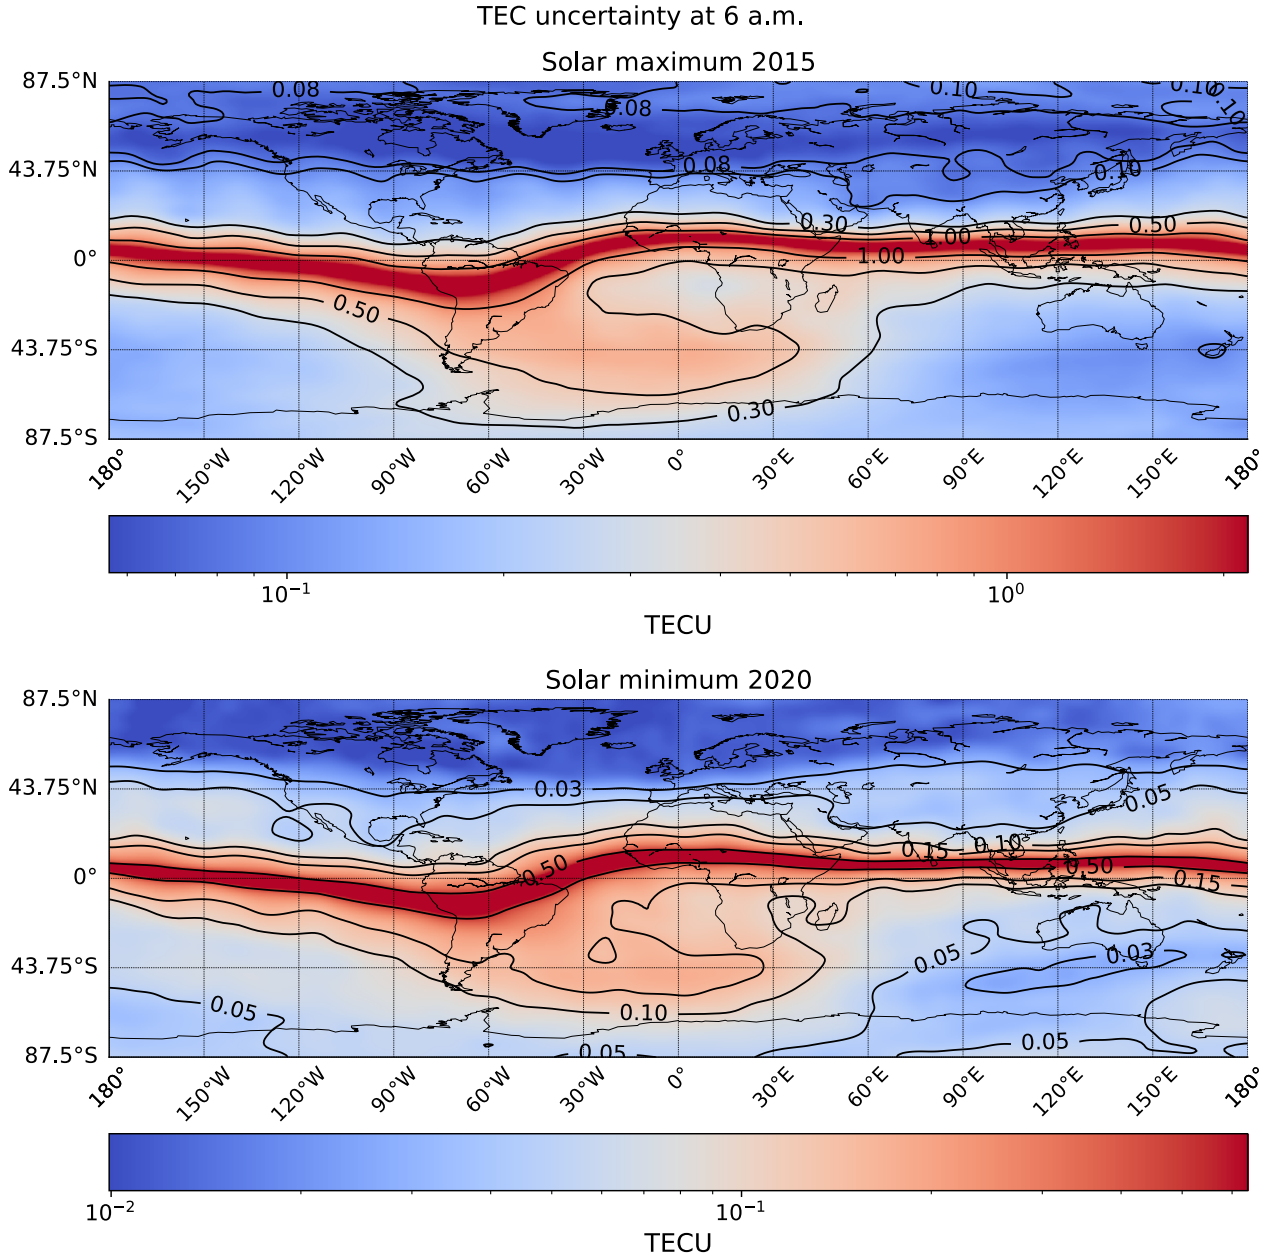 TEC uncertainty at 6 a.m.
Solar maximum 2015
87.5°N
43.75°N
0°
43.75°S
87.5°S
0.08
0.08
0.10
0.10
0.10
0.08
0.10
0.30
0.50
1.00
1.00
0.50
0.30
180° 150°W 120°W 90°W 60°W 30°W 0° 30°E 60°E 90°E 120°E 150°E 180°
10⁻¹ 10⁰
TECU
Solar minimum 2020
87.5°N
43.75°N
0°
43.75°S
87.5°S
0.03
0.05
0.10
0.15
0.50
0.50
0.15
0.05
0.03
0.05
0.10
0.05
0.05
180° 150°W 120°W 90°W 60°W 30°W 0° 30°E 60°E 90°E 120°E 150°E 180°
10⁻² 10⁻¹
TECU